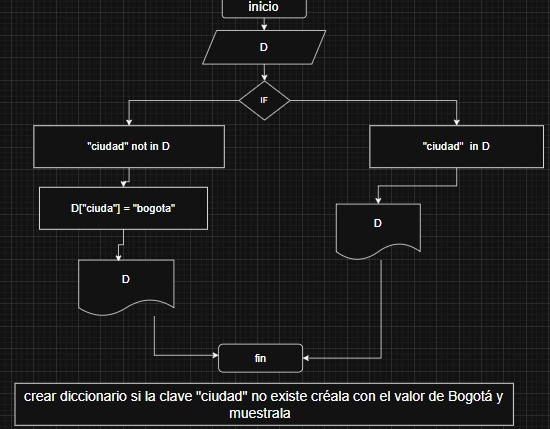 inicio
D
IF
"ciudad" not in D
"ciudad" in D
D["ciuda"] = "bogota"
D
D
fin
crear diccionario si la clave "ciudad" no existe créala con el valor de Bogotá y
muestrala